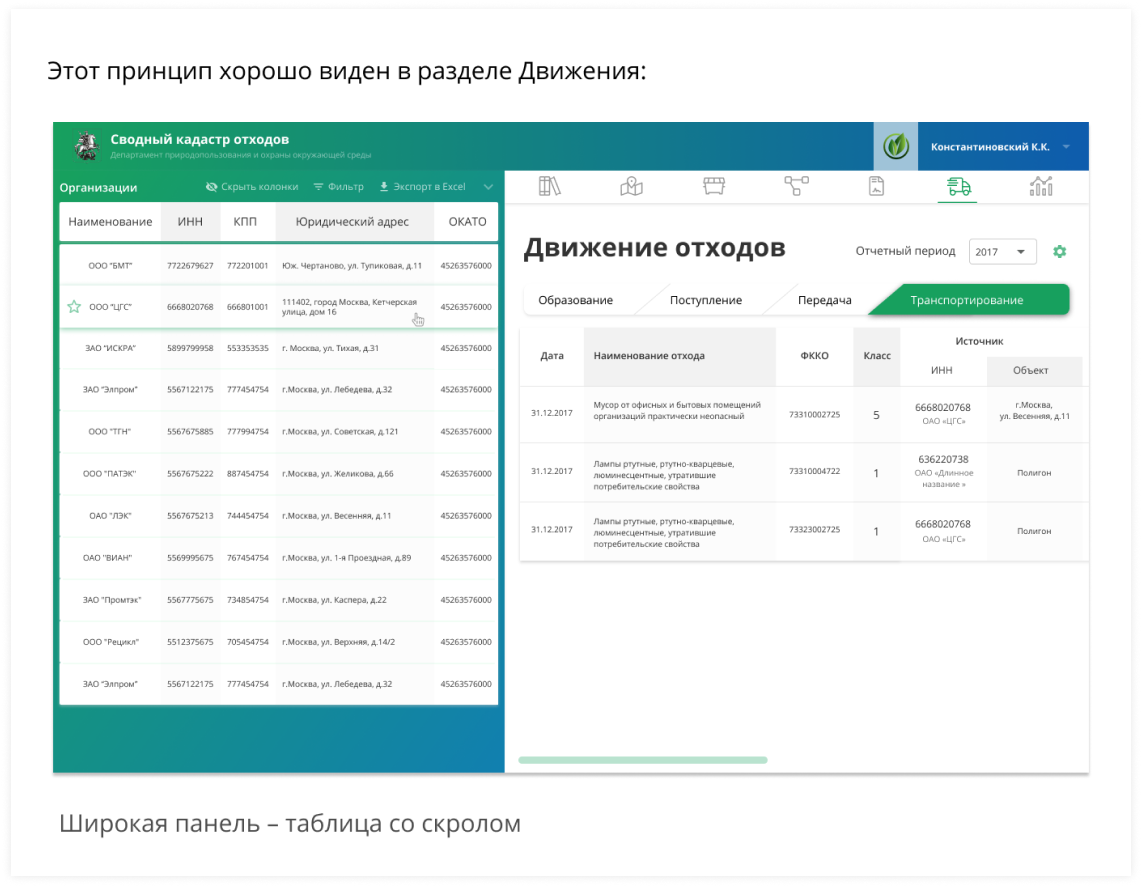 Этот принцип хорошо виден в разделе Движения:
Сводный кадастр отходов
Департамент природопользования и охраны окружающей среды
Константиновский К.К.
Организации Скрыть колонки Фильтр Экспорт в Excel
Наименование ИНН КПП Юридический адрес ОКАТО
ООО "БМТ" 7722679627 772201001 Юж. Чертаново, ул. Тупиковая, д.11 45263576000
ООО "ЦГС" 6668020768 666801001 111402, город Москва, Кетчерская
улица, дом 16 45263576000
ЗАО "ИСКРА" 5899799958 553353535 г. Москва, ул. Тихая, д.31 45263576000
ЗАО "Элпром" 5567122175 777454754 г.Москва, ул. Лебедева, д.32 45263576000
ООО "ТГН" 5567675885 777994754 г.Москва, ул. Советская, д.121 45263576000
ООО "ПАТЭК" 5567675222 887454754 г.Москва, ул. Желикова, д.66 45263576000
ОАО "ЛЭК" 5567675213 744454754 г.Москва, ул. Весенняя, д.11 45263576000
ОАО "ВИАН" 5569995675 767454754 г.Москва, ул. 1-я Проездная, д.89 45263576000
ЗАО "Промтэк" 5567775675 734854754 г.Москва, ул. Каспера, д.22 45263576000
ООО "Рецикл" 5512375675 705454754 г.Москва, ул. Верхняя, д.14/2 45263576000
ЗАО "Элпром" 5567122175 777454754 г.Москва, ул. Лебедева, д.32 45263576000
Движение отходов
Отчетный период 2017
Образование Поступление Передача Транспортирование
Дата Наименование отхода ФККО Класс Источник
ИНН Объект
31.12.2017 Мусор от офисных и бытовых помещений
организаций практически неопасный 73310002725 5 6668020768
ОАО «ЦГС» г.Москва,
ул. Весенняя, д.11
31.12.2017 Лампы ртутные, ртутно-кварцевые,
люминесцентные, утратившие
потребительские свойства 73310004722 1 636220738
ОАО «Длинное
название » Полигон
31.12.2017 Лампы ртутные, ртутно-кварцевые,
люминесцентные, утратившие
потребительские свойства 73323002725 1 6668020768
ОАО «ЦГС» Полигон
Широкая панель – таблица со скролом